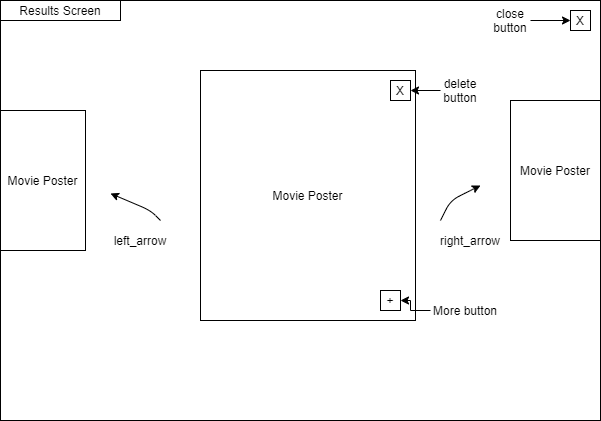 Results Screen
close
button
X
X
delete
button
Movie Poster
Movie Poster
Movie Poster
left_arrow
right_arrow
+
More button